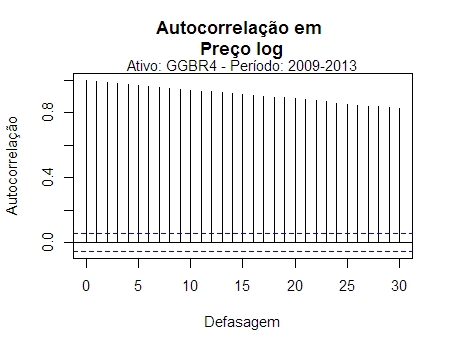 Autocorrelação em
Preço log
Ativo: GGBR4 - Período: 2009-2013
Autocorrelação
0.8
0.4
0.0
0 5 10 15 20 25 30
Defasagem